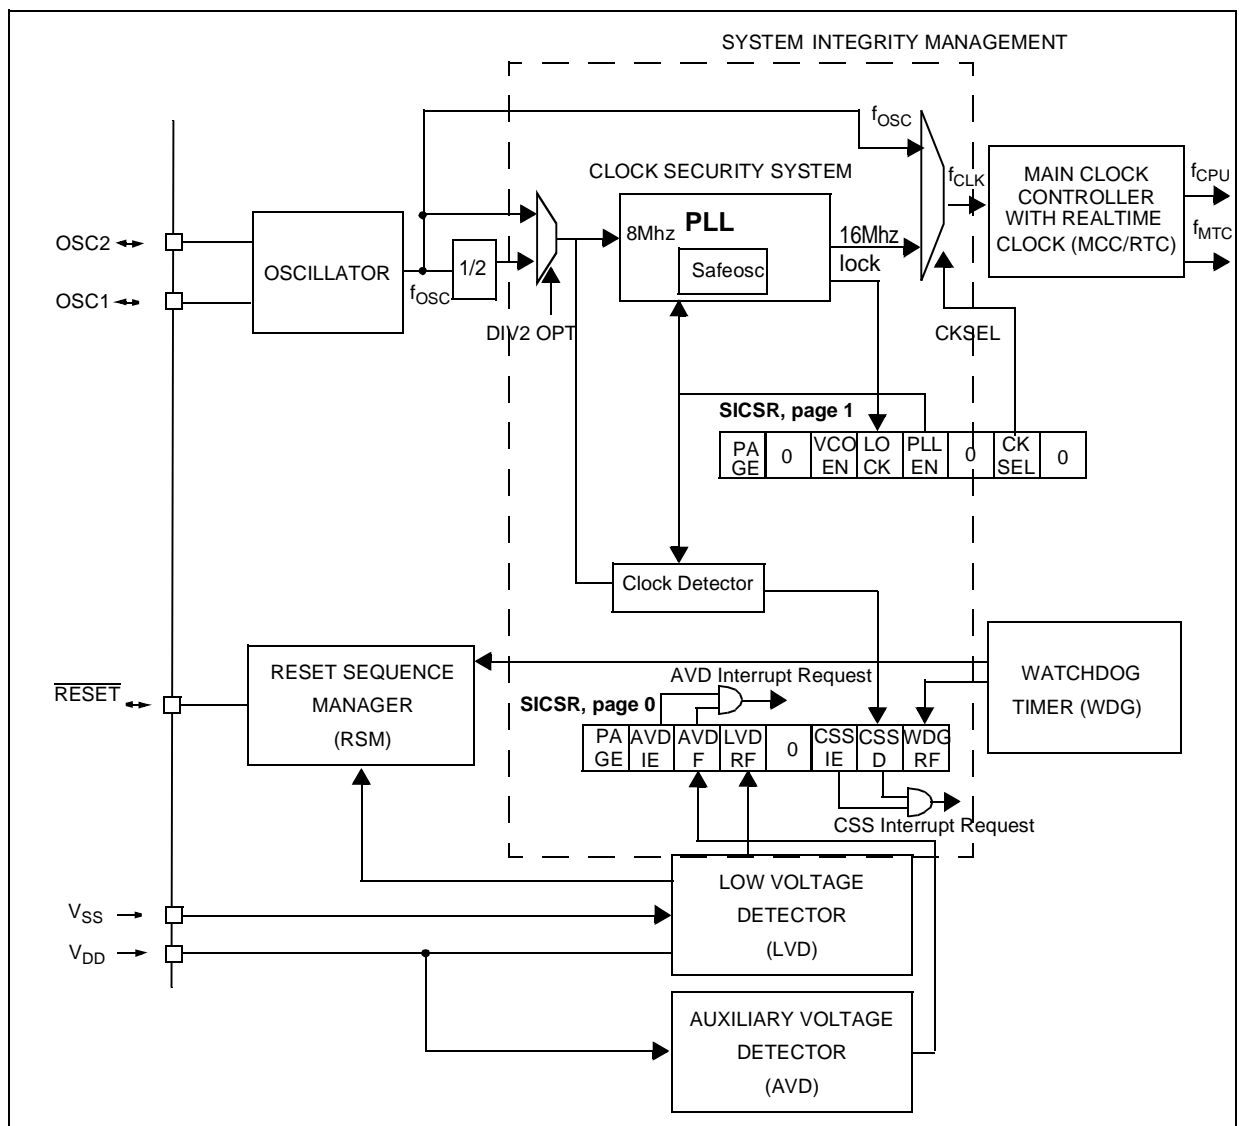 SYSTEM INTEGRITY MANAGEMENT
fOSC
CLOCK SECURITY SYSTEM
fCLK
MAIN CLOCK
CONTROLLER
WITH REALTIME
CLOCK (MCC/RTC)
fCPU
fMTC
OSC2
OSC1
OSCILLATOR
fOSC
1/2
8Mhz
PLL
Safeosc
16Mhz
lock
DIV2 OPT
CKSEL
SICSR, page 1
PA
GE
0
VCO
EN
LO
CK
PLL
EN
0
CK
SEL
0
Clock Detector
RESET
RESET SEQUENCE
MANAGER
(RSM)
AVD Interrupt Request
WATCHDOG
TIMER (WDG)
SICSR, page 0
PA
GE
AVD
IE
AVD
F
LVD
RF
0
CSS
IE
CSS
D
WDG
RF
CSS Interrupt Request
VSS
VDD
LOW VOLTAGE
DETECTOR
(LVD)
AUXILIARY VOLTAGE
DETECTOR
(AVD)